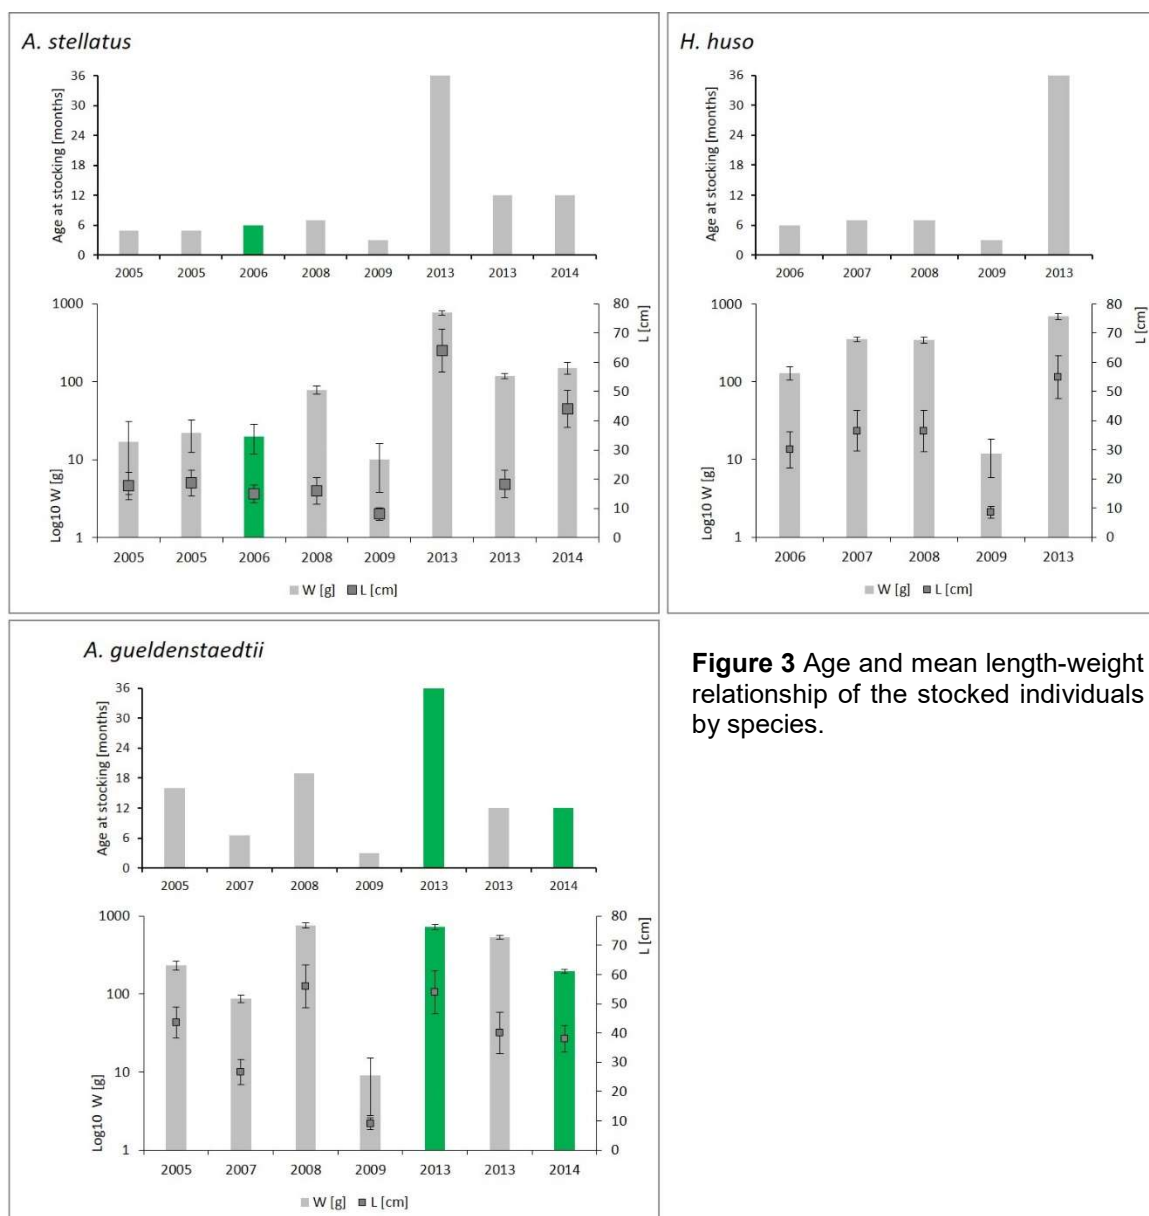 A. stellatus
Age at stocking [months]
36
30
24
18
12
6
0
2005 2005 2006 2008 2009 2013 2013 2014
Log10 W [g]
1000
100
10
1
L [cm]
80
70
60
50
40
30
20
10
0
2005 2005 2006 2008 2009 2013 2013 2014
W [g] L [cm]
H. huso
Age at stocking [months]
36
30
24
18
12
6
0
2006 2007 2008 2009 2013
Log10 W [g]
1000
100
10
1
L [cm]
80
70
60
50
40
30
20
10
0
2006 2007 2008 2009 2013
W [g] L [cm]
A. gueldenstaedtii
Age at stocking [months]
36
30
24
18
12
6
0
2005 2007 2008 2009 2013 2013 2014
Log10 W [g]
1000
100
10
1
L [cm]
80
70
60
50
40
30
20
10
0
2005 2007 2008 2009 2013 2013 2014
W [g] L [cm]
Figure 3 Age and mean length-weight
relationship of the stocked individuals
by species.